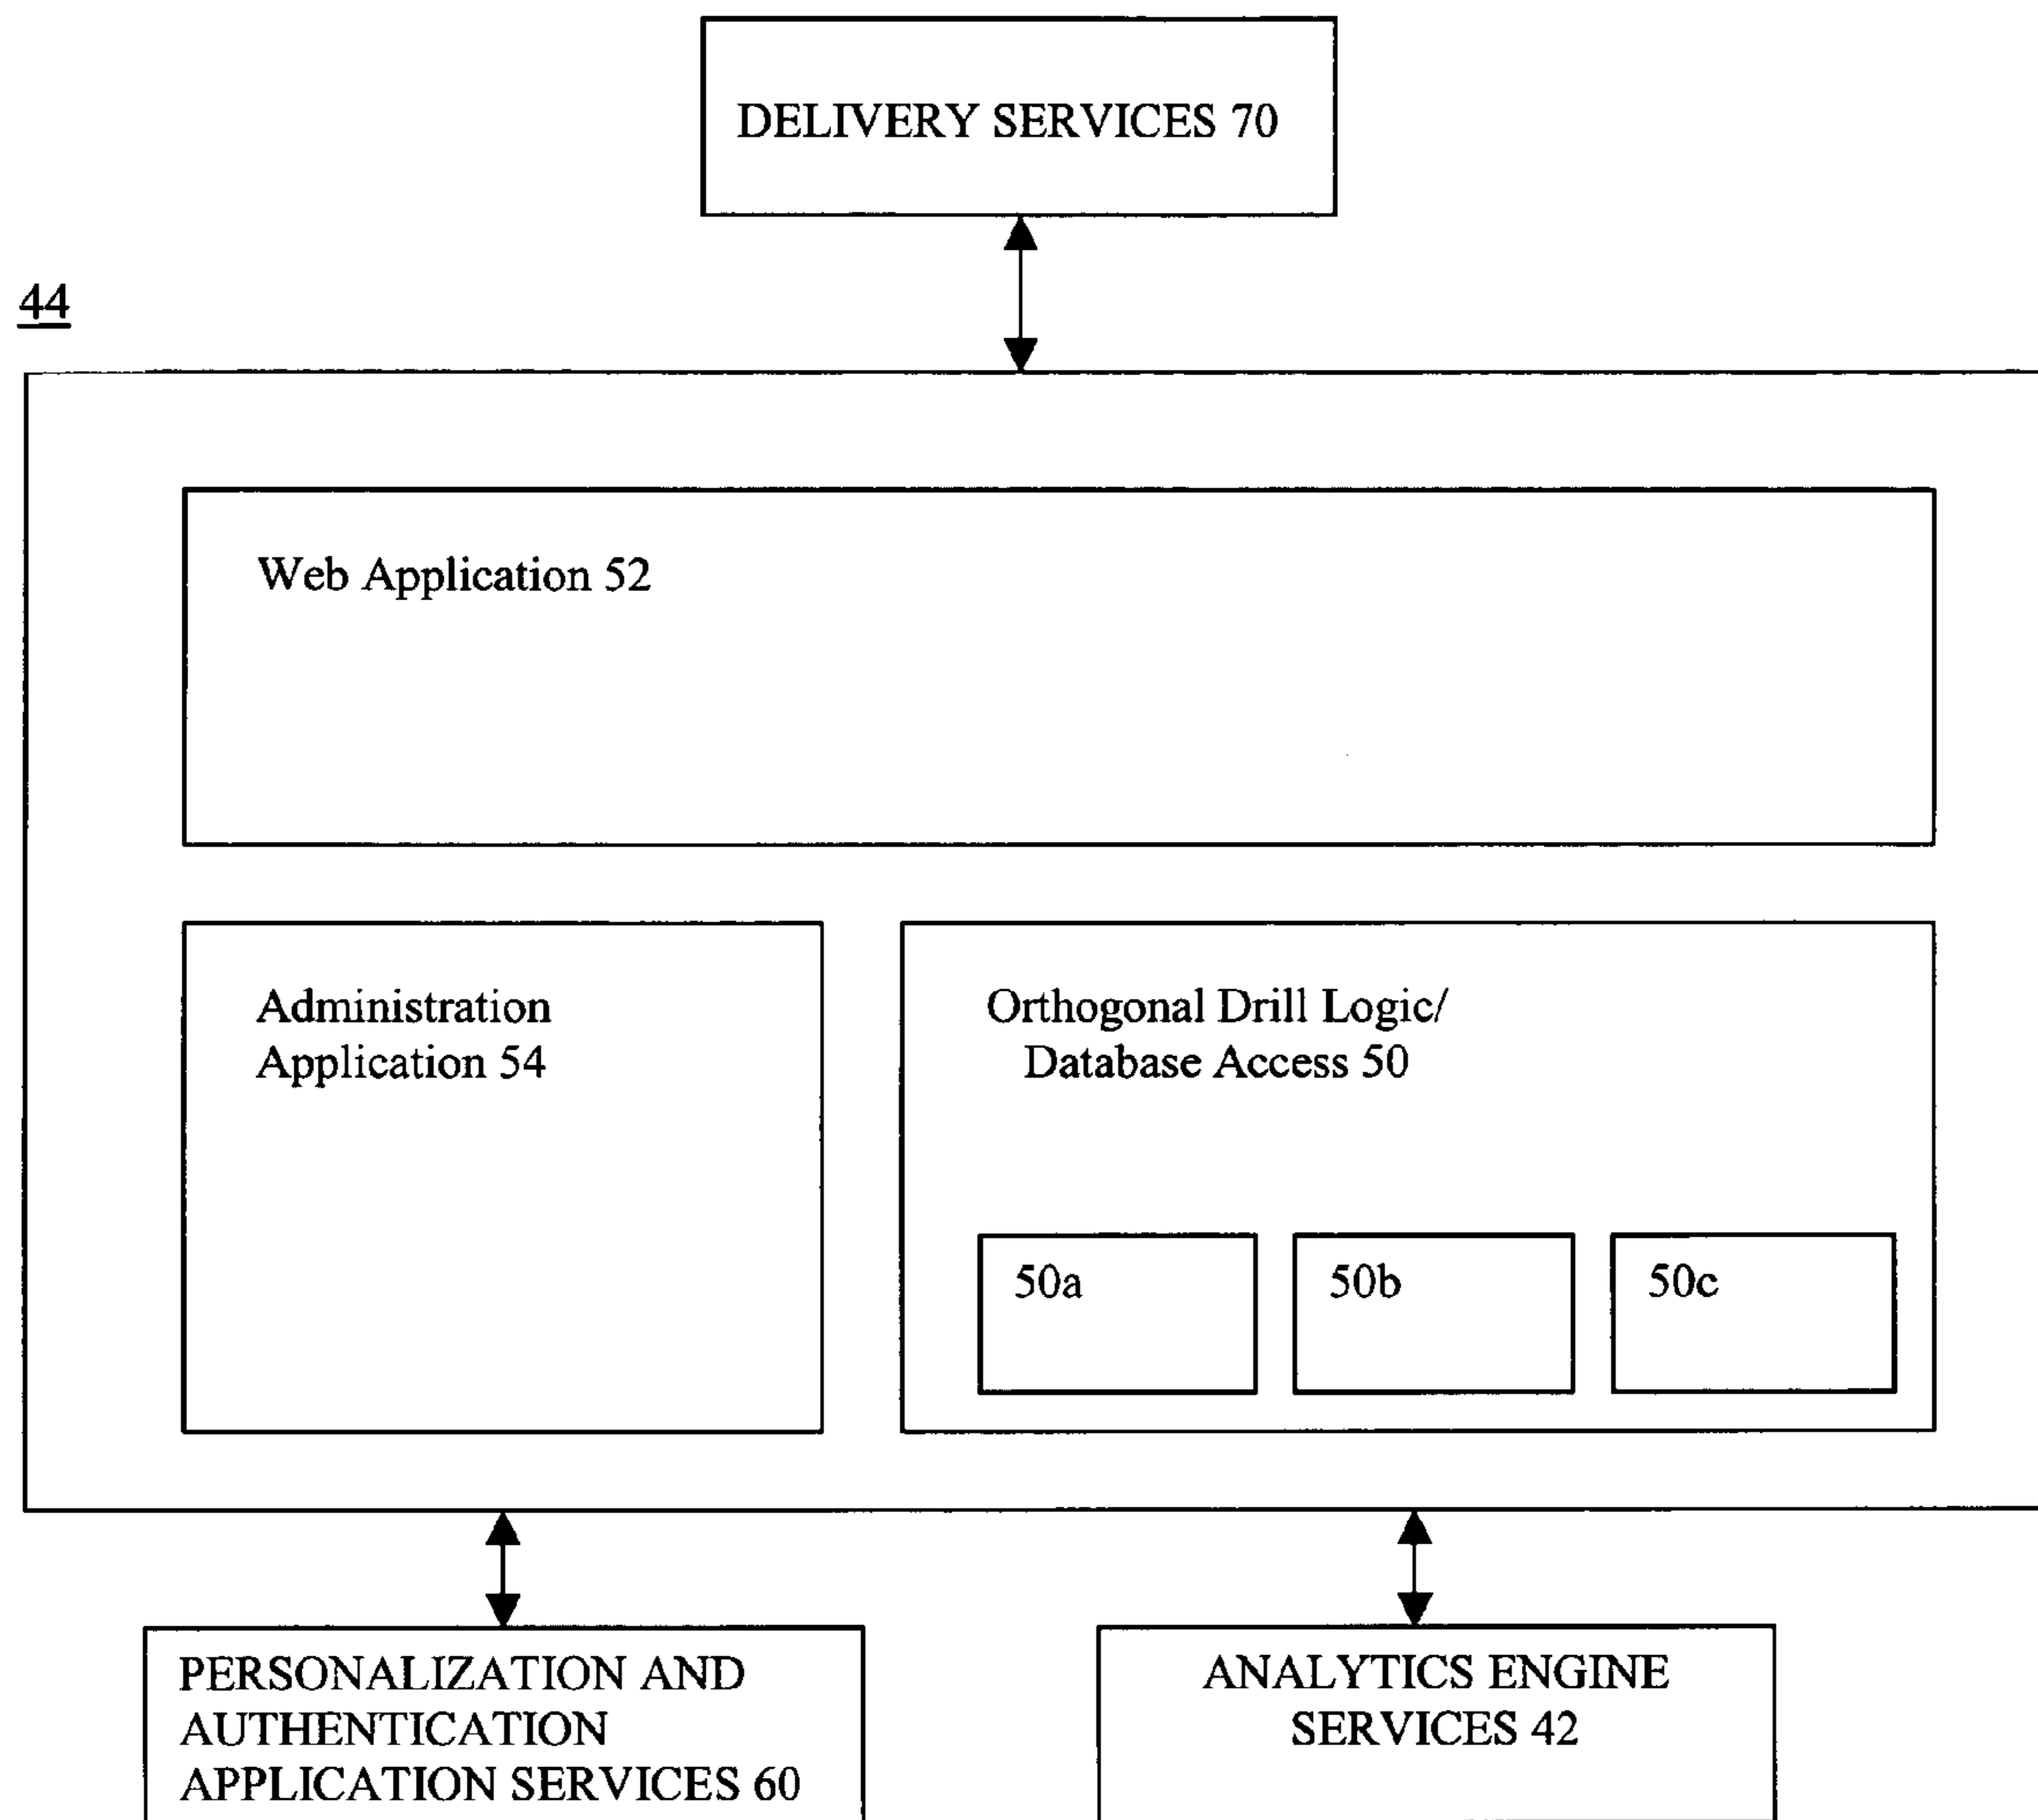 DELIVERY SERVICES 70
44
Web Application 52
Administration
Application 54
Orthogonal Drill Logic/
Database Access 50
50a
50b
50c
PERSONALIZATION AND
AUTHENTICATION
APPLICATION SERVICES 60
ANALYTICS ENGINE
SERVICES 42